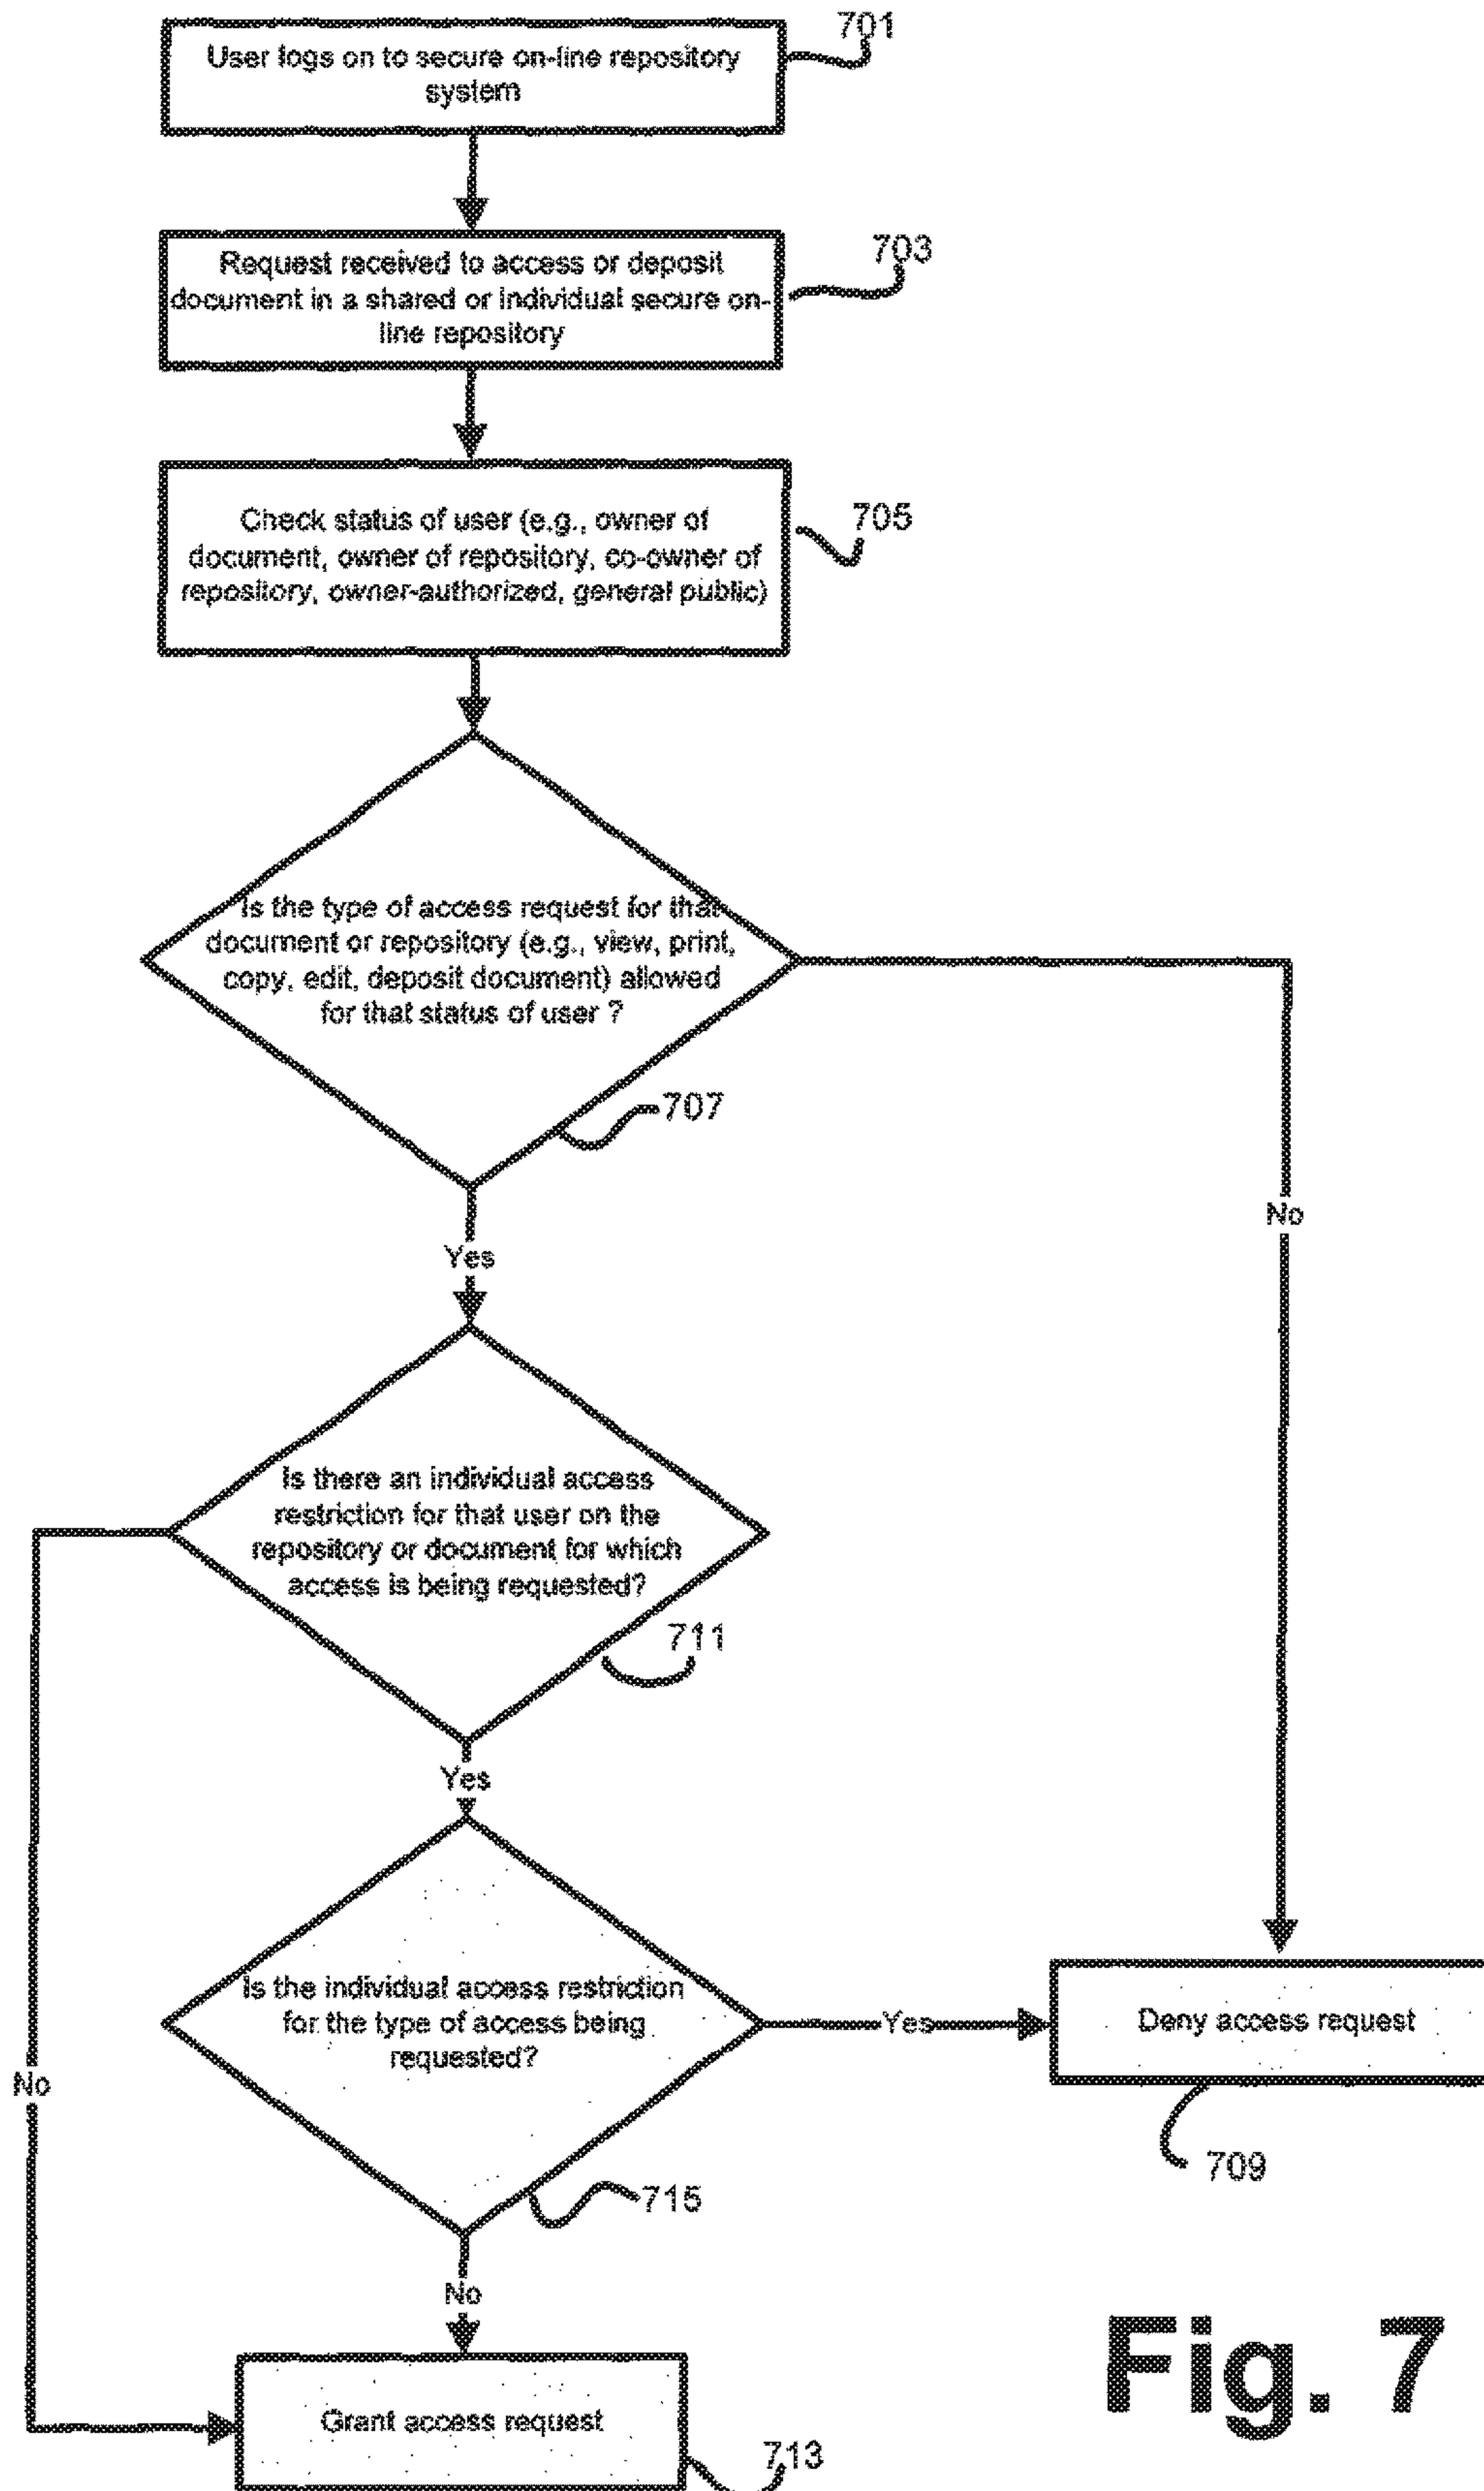 701
User logs on to secure on-line repository
system
703
Request received to access or deposit
document in a shared or individual secure on-
line repository
705
Check status of user (e.g., owner of
document, owner of repository, co-owner of
repository, owner-authorized, general public)
Is the type of access request for that
document or repository (e.g., view, print,
copy, edit, deposit document) allowed
for that status of user ?
707
No
Yes
Is there an individual access
restriction for that user on the
repository or document for which
access is being requested?
711
Yes
Is the individual access restriction
for the type of access being
requested?
Yes
Deny access request
No
709
715
No
Fig. 7
Grant access request
713